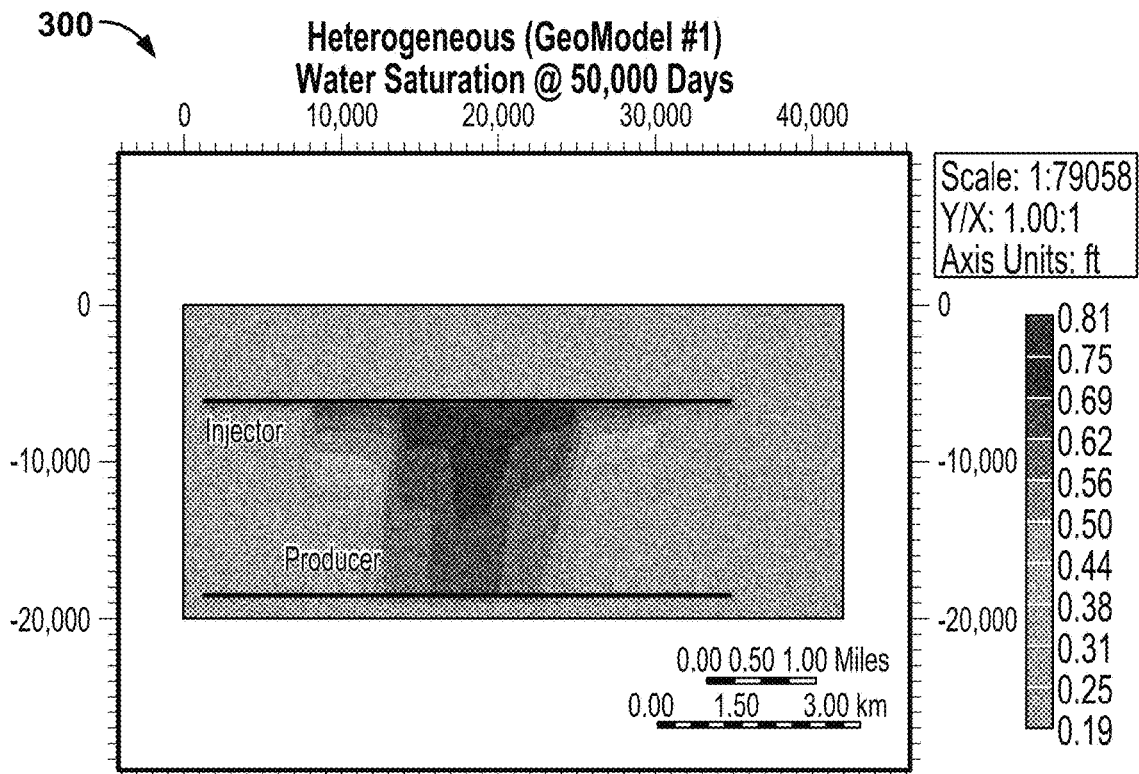 300
Heterogeneous (GeoModel #1)
Water Saturation @ 50,000 Days
0 10,000 20,000 30,000 40,000
Scale: 1:79058
Y/X: 1.00:1
Axis Units: ft
0
-10,000
-20,000
Injector
Producer
0
-10,000
-20,000
0.81
0.75
0.69
0.62
0.56
0.50
0.44
0.38
0.31
0.25
0.19
0.00 0.50 1.00 Miles
0.00 1.50 3.00 km